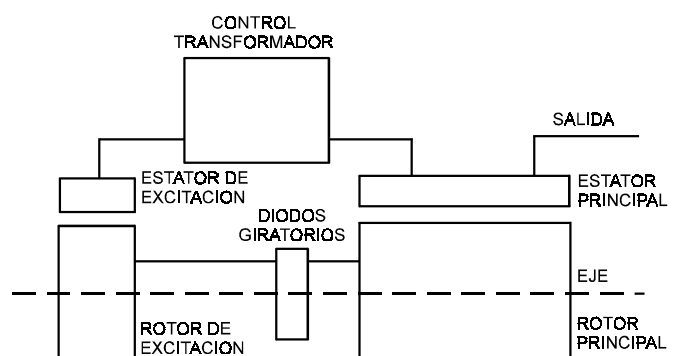 CONTROL
TRANSFORMADOR
SALIDA
ESTATOR DE
EXCITACION
ESTATOR
PRINCIPAL
DIODOS
GIRATORIOS
EJE
ROTOR DE
EXCITACION
ROTOR
PRINCIPAL